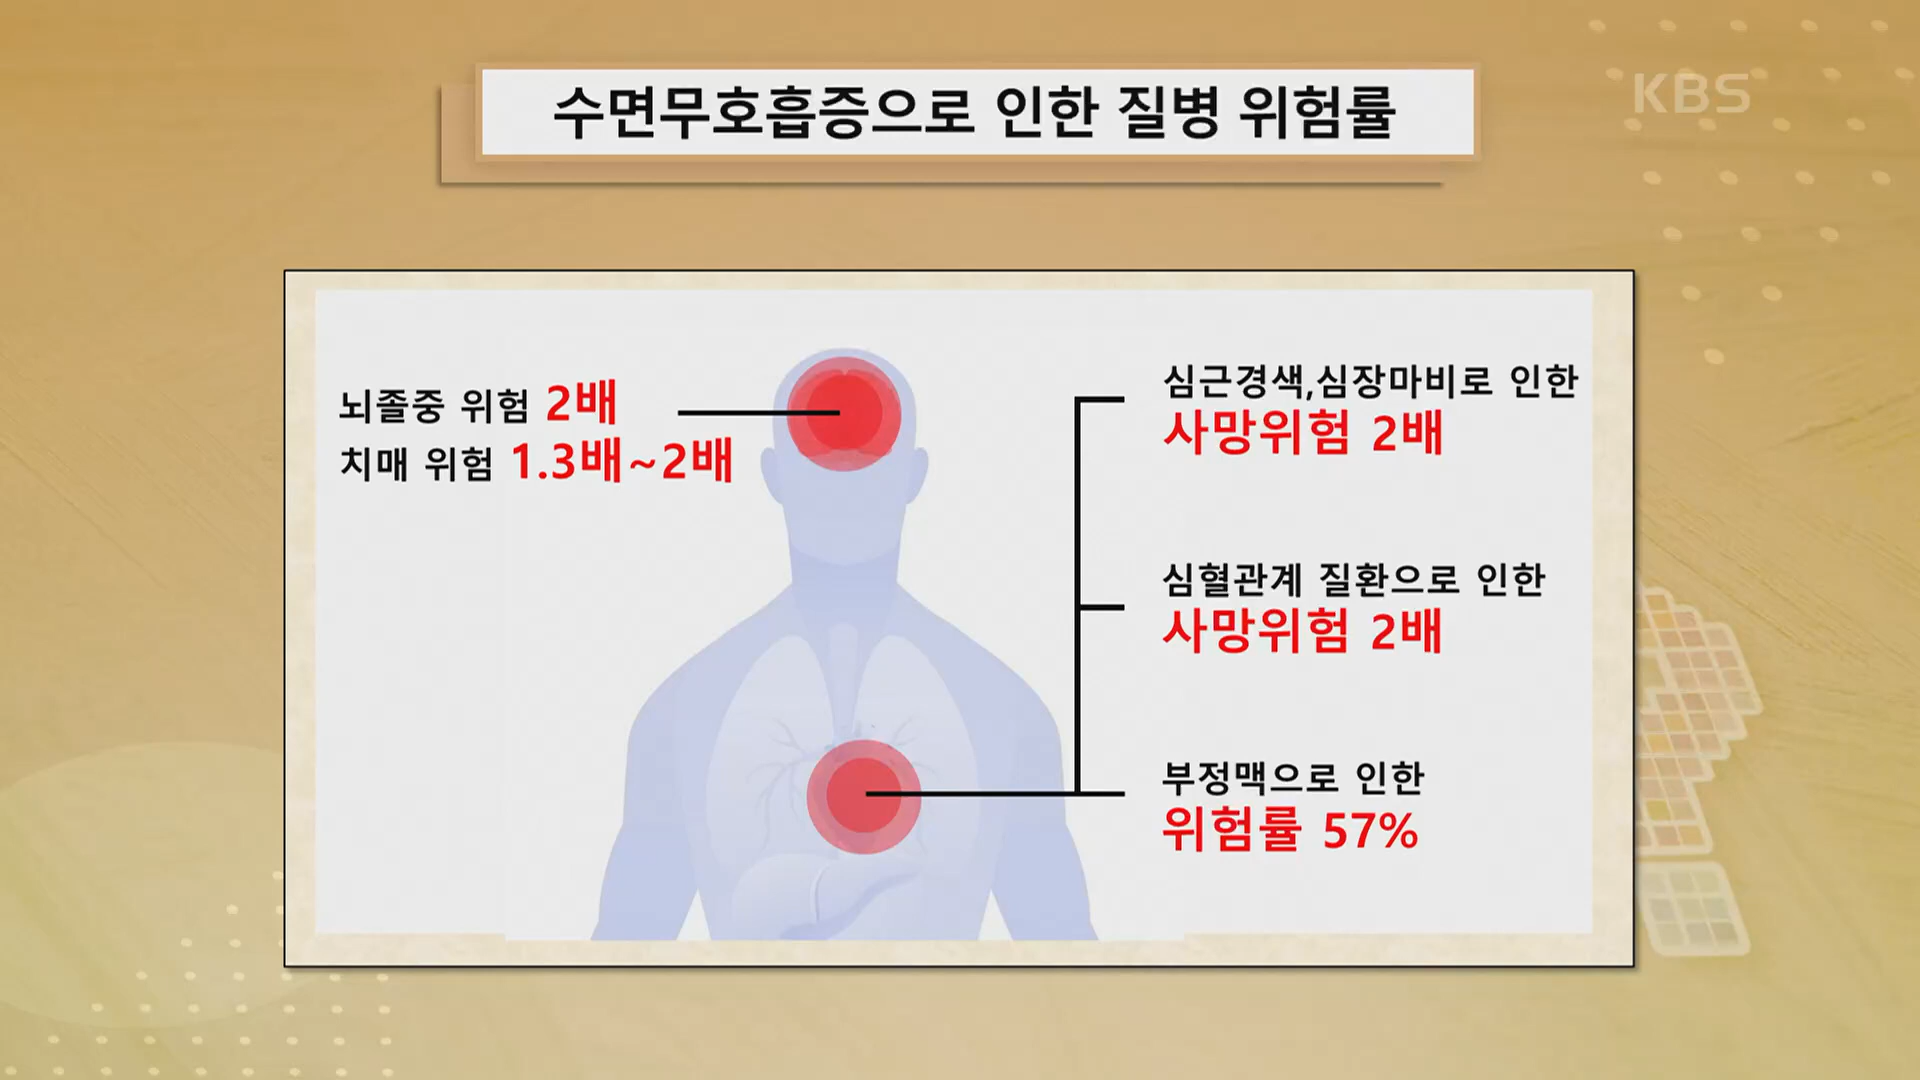 수면무호흡증으로 인한 질병 위험률
KBS
뇌졸중 위험 2배
치매 위험 1.3배~2배
심근경색,심장마비로 인한
사망위험 2배
심혈관계 질환으로 인한
사망위험 2배
부정맥으로 인한
위험률 57%